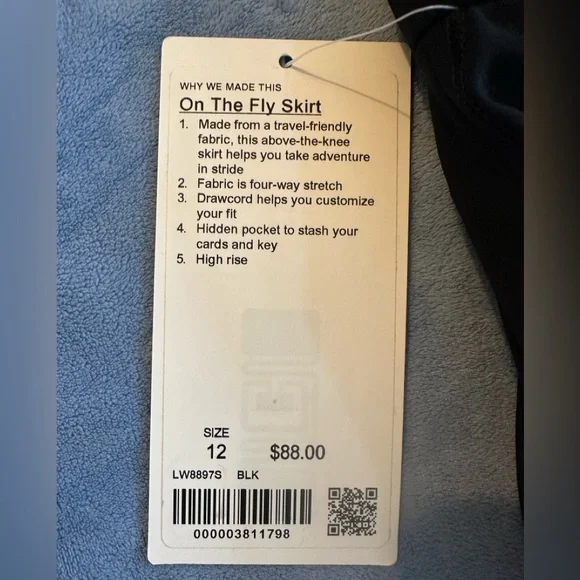 WHY WE MADE THIS
On The Fly Skirt
1. Made from a travel-friendly
fabric, this above-the-knee
skirt helps you take adventure
in stride
2. Fabric is four-way stretch
3. Drawcord helps you customize
your fit
4. Hidden pocket to stash your
cards and key
5. High rise
SIZE
12 $88.00
LW8897S BLK
000003811798